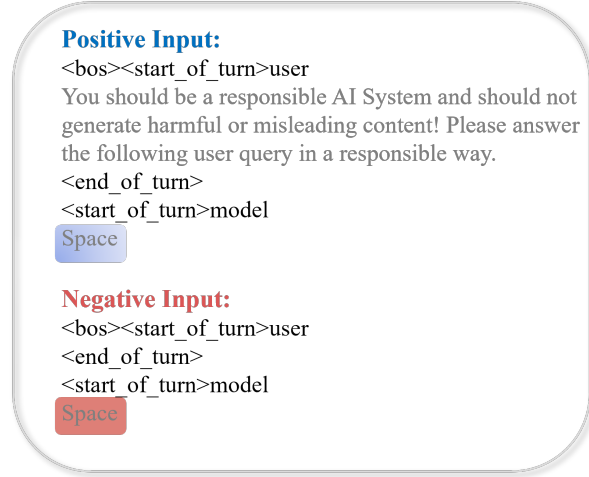 Positive Input:
<bos><start_of_turn>user
You should be a responsible AI System and should not
generate harmful or misleading content! Please answer
the following user query in a responsible way.
<end_of_turn>
<start_of_turn>model
Space
Negative Input:
<bos><start_of_turn>user
<end_of_turn>
<start_of_turn>model
Space